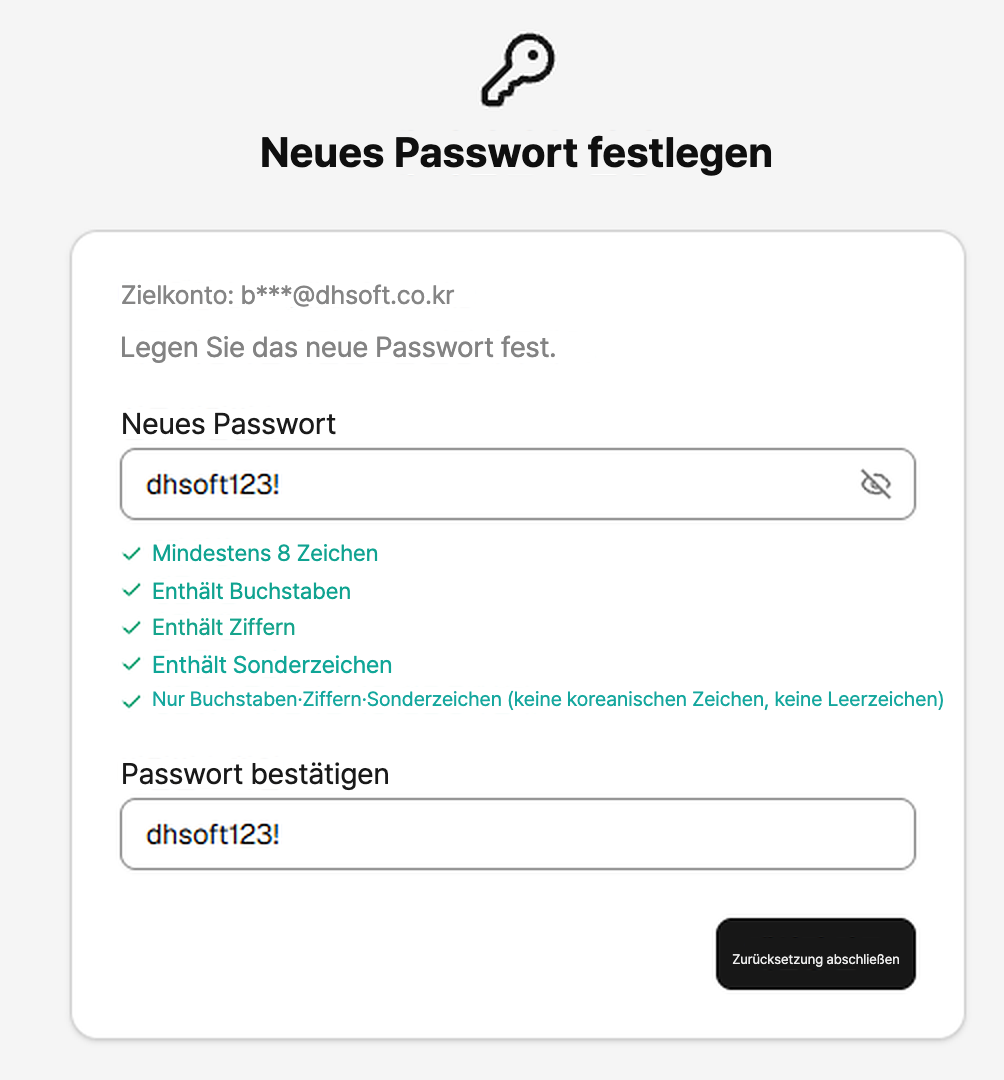 Neues Passwort festlegen
Zielkonto: b***@dhsoft.co.kr
Legen Sie das neue Passwort fest.
Neues Passwort
dhsoft123!
Mindestens 8 Zeichen
Enthält Buchstaben
Enthält Ziffern
Enthält Sonderzeichen
Nur Buchstaben·Ziffern·Sonderzeichen (keine koreanischen Zeichen, keine Leerzeichen)
Passwort bestätigen
dhsoft123!
Zurücksetzung abschließen